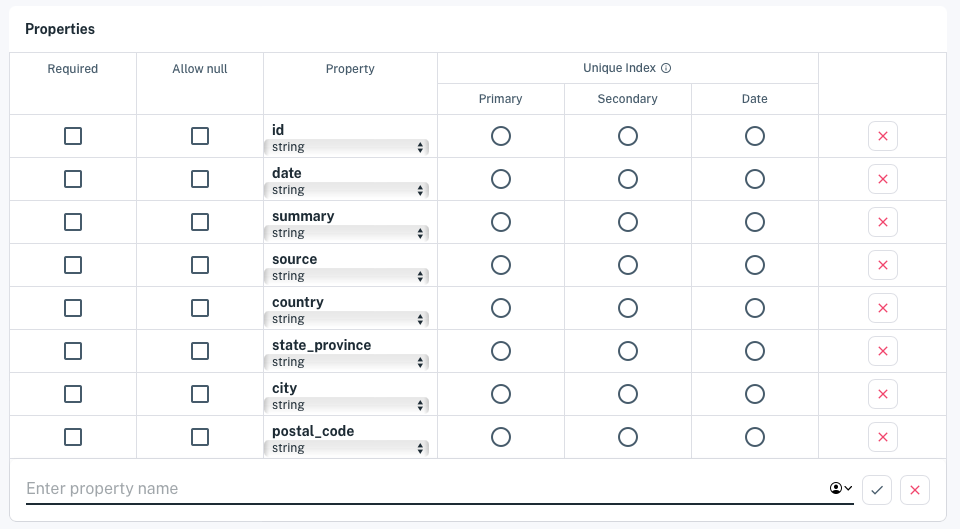 Properties
Required Allow null Property Unique Index
Primary Secondary Date
id
string
date
string
summary
string
source
string
country
string
state_province
string
city
string
postal_code
string
Enter property name